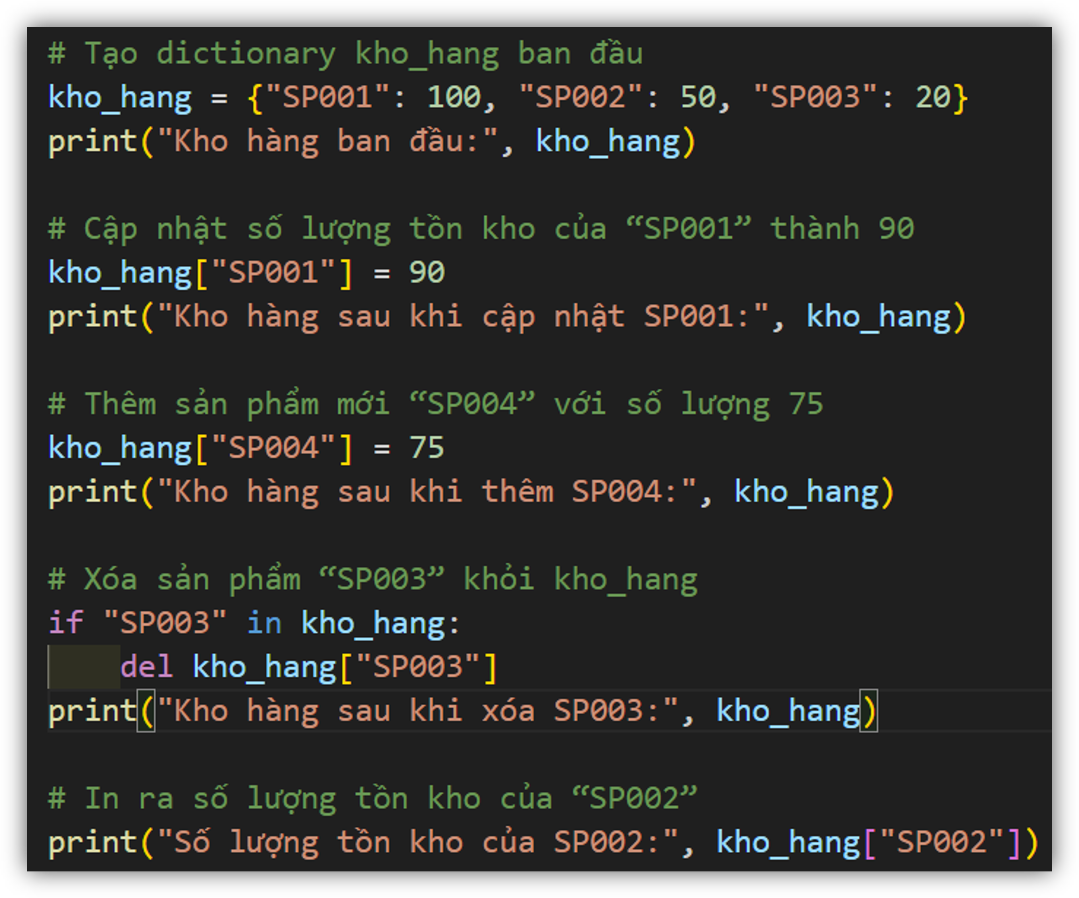 # Tạo dictionary kho_hang ban đầu
kho_hang = {"SP001": 100, "SP002": 50, "SP003": 20}
print("Kho hàng ban đầu:", kho_hang)
# Cập nhật số lượng tồn kho của “SP001” thành 90
kho_hang["SP001"] = 90
print("Kho hàng sau khi cập nhật SP001:", kho_hang)
# Thêm sản phẩm mới “SP004” với số lượng 75
kho_hang["SP004"] = 75
print("Kho hàng sau khi thêm SP004:", kho_hang)
# Xóa sản phẩm “SP003” khỏi kho_hang
if "SP003" in kho_hang:
    del kho_hang["SP003"]
print("Kho hàng sau khi xóa SP003:", kho_hang)
# In ra số lượng tồn kho của “SP002”
print("Số lượng tồn kho của SP002:", kho_hang["SP002"])